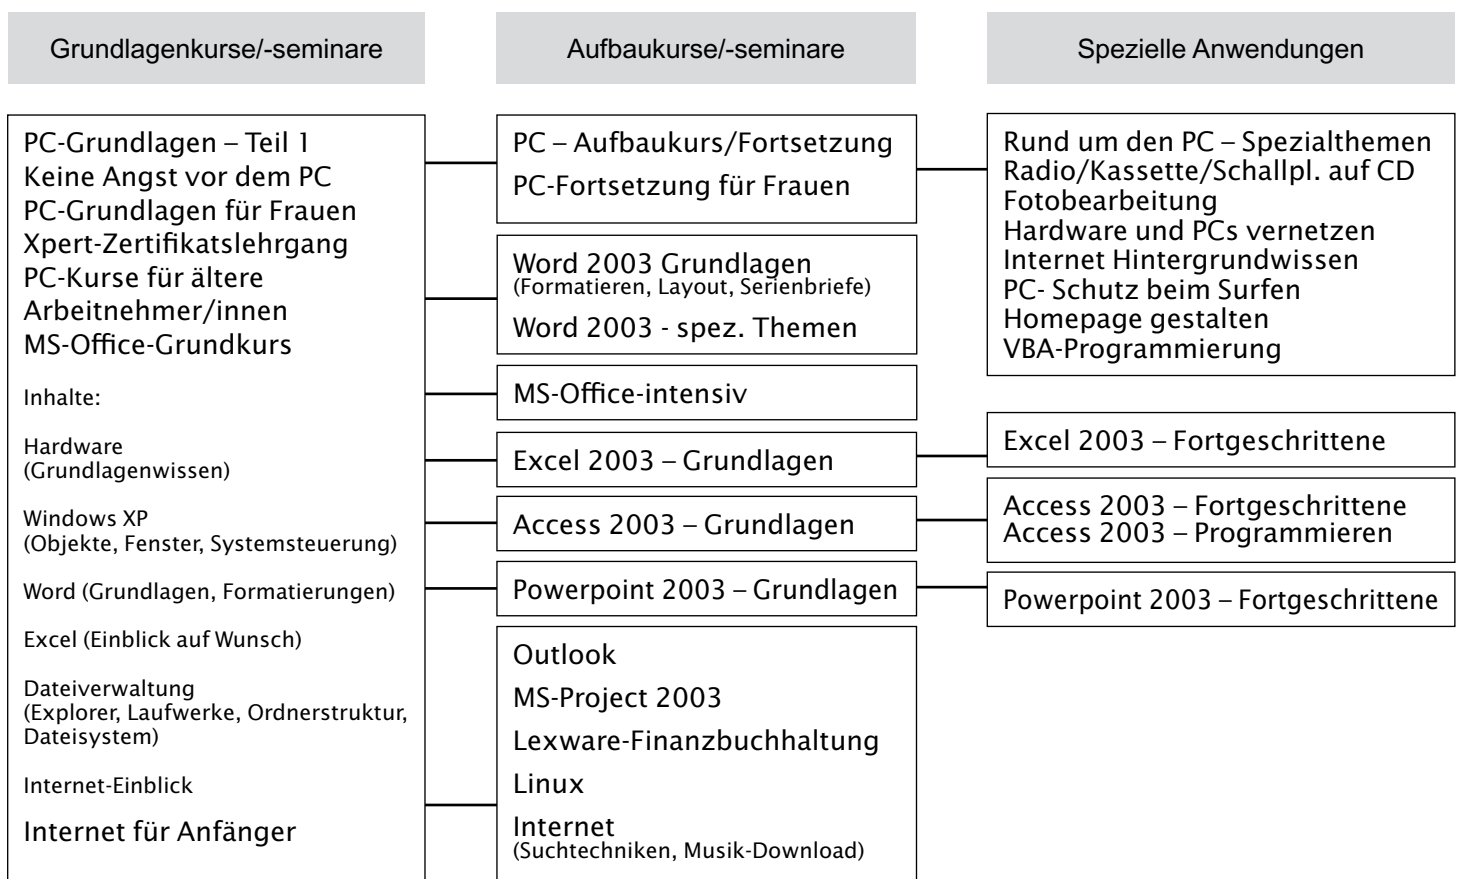 Grundlagenkurse/-seminare
Aufbaukurse/-seminare
Spezielle Anwendungen
PC-Grundlagen – Teil 1
Keine Angst vor dem PC
PC-Grundlagen für Frauen
Xpert-Zertifikatslehrgang
PC-Kurse für ältere
Arbeitnehmer/innen
MS-Office-Grundkurs
Inhalte:
Hardware
(Grundlagenwissen)
Windows XP
(Objekte, Fenster, Systemsteuerung)
Word (Grundlagen, Formatierungen)
Excel (Einblick auf Wunsch)
Dateiverwaltung
(Explorer, Laufwerke, Ordnerstruktur,
Dateisystem)
Internet-Einblick
Internet für Anfänger
PC – Aufbaukurs/Fortsetzung
PC-Fortsetzung für Frauen
Word 2003 Grundlagen
(Formatieren, Layout, Serienbriefe)
Word 2003 - spez. Themen
MS-Office-intensiv
Excel 2003 – Grundlagen
Access 2003 – Grundlagen
Powerpoint 2003 – Grundlagen
Outlook
MS-Project 2003
Lexware-Finanzbuchhaltung
Linux
Internet
(Suchtechniken, Musik-Download)
Rund um den PC – Spezialthemen
Radio/Kassette/Schallpl. auf CD
Fotobearbeitung
Hardware und PCs vernetzen
Internet Hintergrundwissen
PC- Schutz beim Surfen
Homepage gestalten
VBA-Programmierung
Excel 2003 – Fortgeschrittene
Access 2003 – Fortgeschrittene
Access 2003 – Programmieren
Powerpoint 2003 – Fortgeschrittene